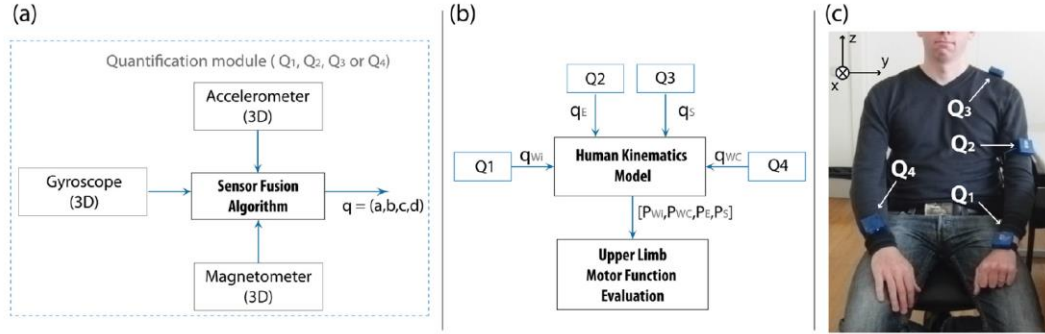 (a)
Quantification module ( Q1, Q2, Q3 or Q4)
Accelerometer
(3D)
Gyroscope
(3D)
Sensor Fusion
Algorithm
q = (a,b,c,d)
Magnetometer
(3D)
(b)
Q2
Q3
qE
qS
Q1
qWi
Human Kinematics
Model
qWC
Q4
[PWi,PWC,PE,PS]
Upper Limb
Motor Function
Evaluation
(c)
z
y
x
Q3
Q2
Q4
Q1